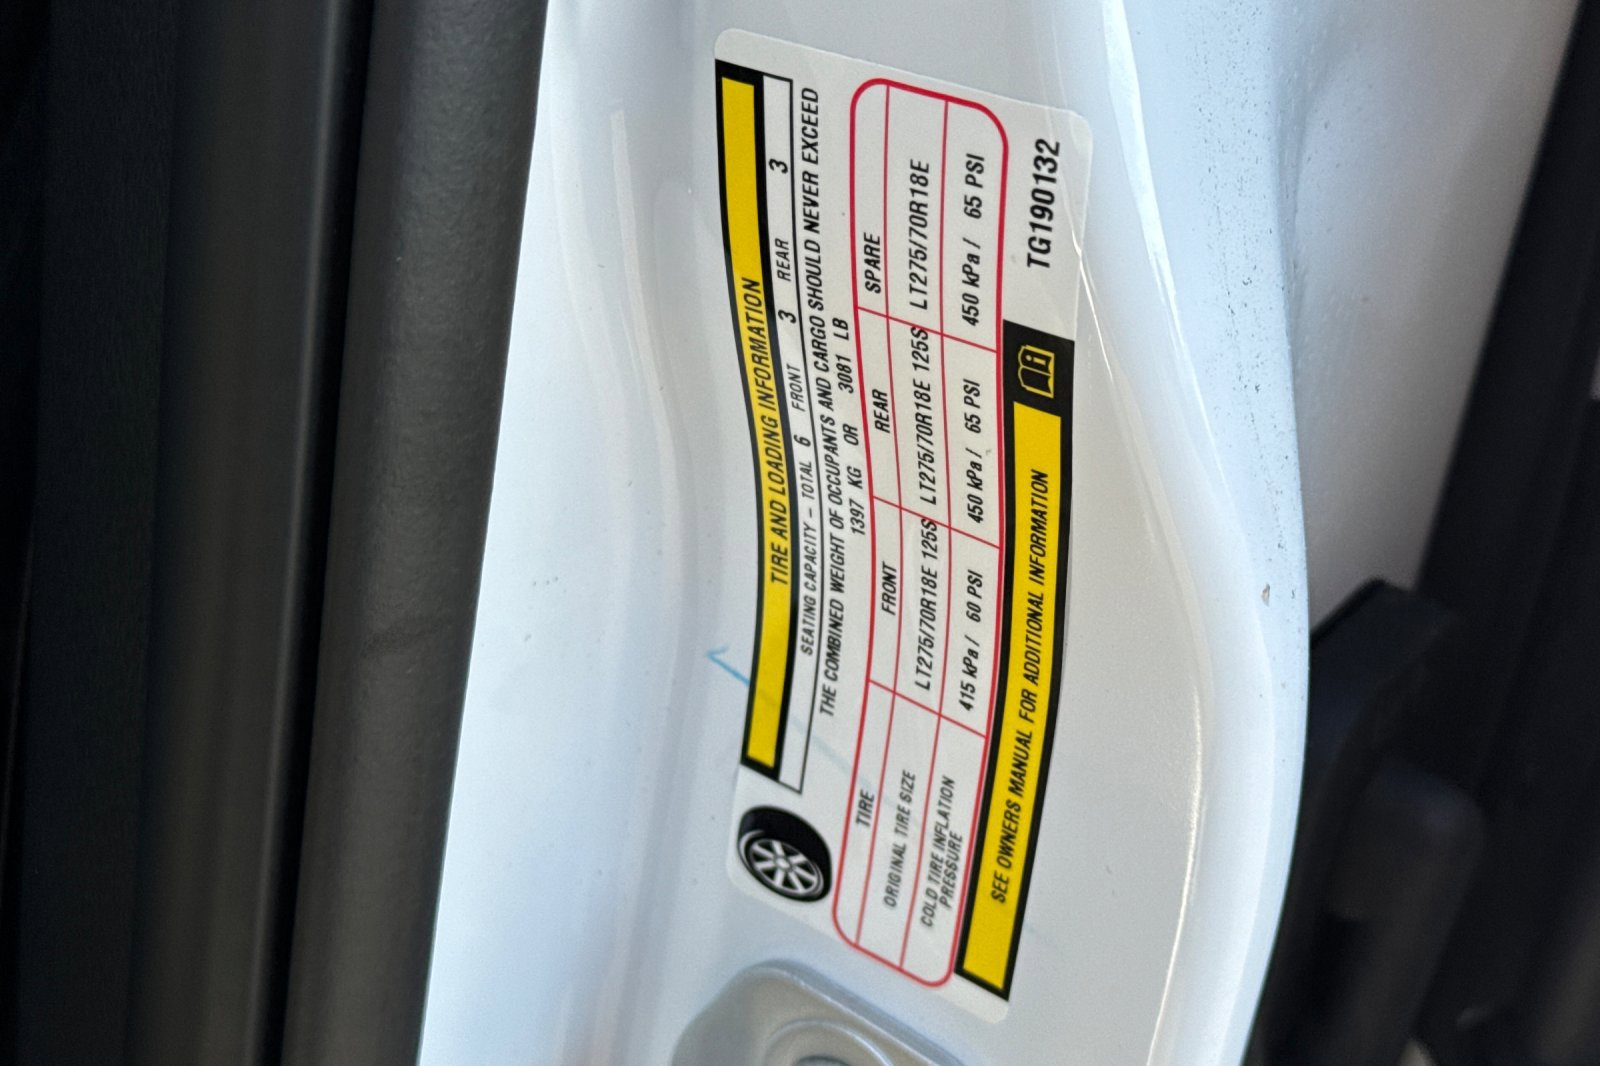 TIRE AND LOADING INFORMATION
SEATING CAPACITY – TOTAL 6 FRONT 3 REAR 3
THE COMBINED WEIGHT OF OCCUPANTS AND CARGO SHOULD NEVER EXCEED
1397 KG OR 3081 LB
TIRE FRONT REAR SPARE
ORIGINAL TIRE SIZE LT275/70R18E 125S LT275/70R18E 125S LT275/70R18E
COLD TIRE INFLATION PRESSURE 415 kPa / 60 PSI 450 kPa / 65 PSI 450 kPa / 65 PSI
SEE OWNERS MANUAL FOR ADDITIONAL INFORMATION
TG190132